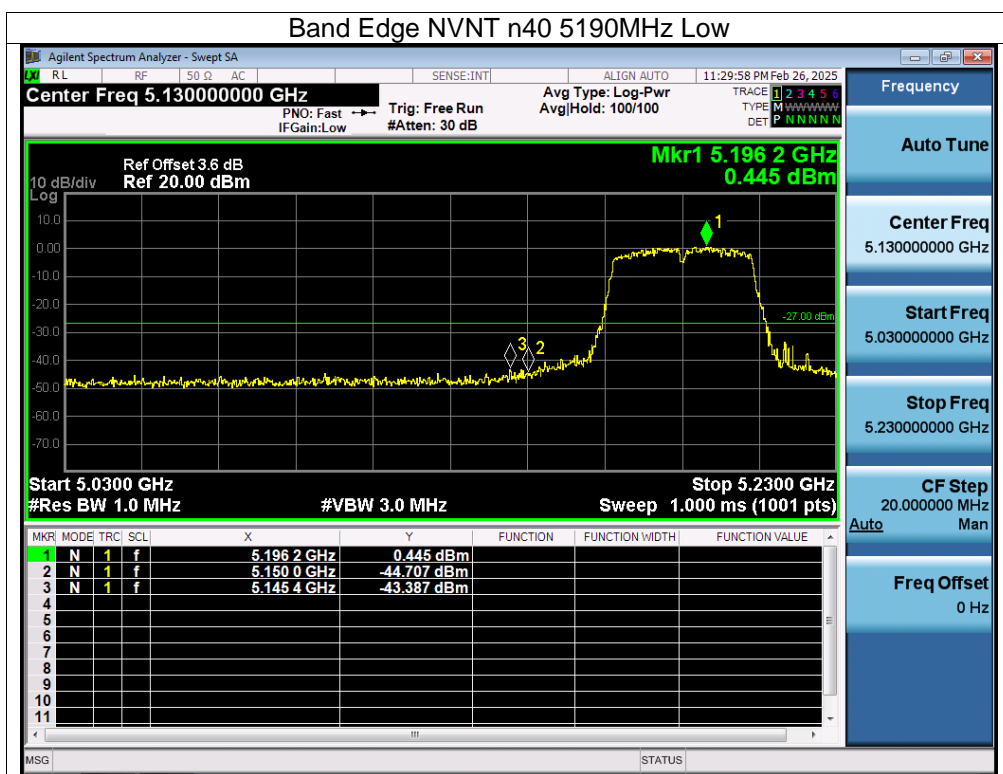 Band Edge NVNT n40 5190MHz Low
Agilent Spectrum Analyzer - Swept SA
LXI RL RF 50 Ω AC SENSE:INT ALIGN AUTO 11:29:58 PM Feb 26, 2025
Center Freq 5.130000000 GHz
PNO: Fast
IFGain:Low
Trig: Free Run
#Atten: 30 dB
Avg Type: Log-Pwr
Avg|Hold: 100/100
TRACE 1 2 3 4 5 6
TYPE M WWWWW
DET P N N N N N
Frequency
Auto Tune
Center Freq
5.130000000 GHz
Start Freq
5.030000000 GHz
Stop Freq
5.230000000 GHz
CF Step
20.000000 MHz
Auto Man
Freq Offset
0 Hz
Mkr1 5.196 2 GHz
0.445 dBm
Ref Offset 3.6 dB
10 dB/div Ref 20.00 dBm
Log
10.0
0.00
-10.0
-20.0
-30.0
-40.0
-50.0
-60.0
-70.0
1
-27.00 dBm
3 2
Start 5.0300 GHz Stop 5.2300 GHz
#Res BW 1.0 MHz #VBW 3.0 MHz Sweep 1.000 ms (1001 pts)
MKR MODE TRC SCL X Y FUNCTION FUNCTION WIDTH FUNCTION VALUE
1 N 1 f 5.196 2 GHz 0.445 dBm
2 N 1 f 5.150 0 GHz -44.707 dBm
3 N 1 f 5.145 4 GHz -43.387 dBm
4
5
6
7
8
9
10
11
MSG STATUS